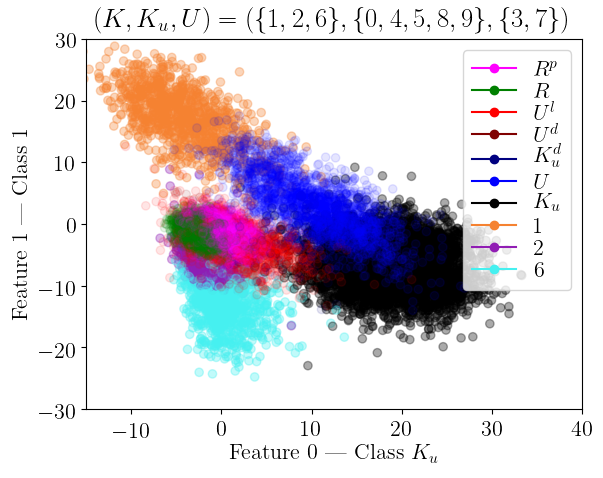 (K, K_u, U) = ({1, 2, 6}, {0, 4, 5, 8, 9}, {3, 7})
Feature 1 — Class 1
30
20
10
0
−10
−20
−30
R^p
R
U^l
U^d
K_u^d
U
K_u
1
2
6
−10 0 10 20 30 40
Feature 0 — Class K_u